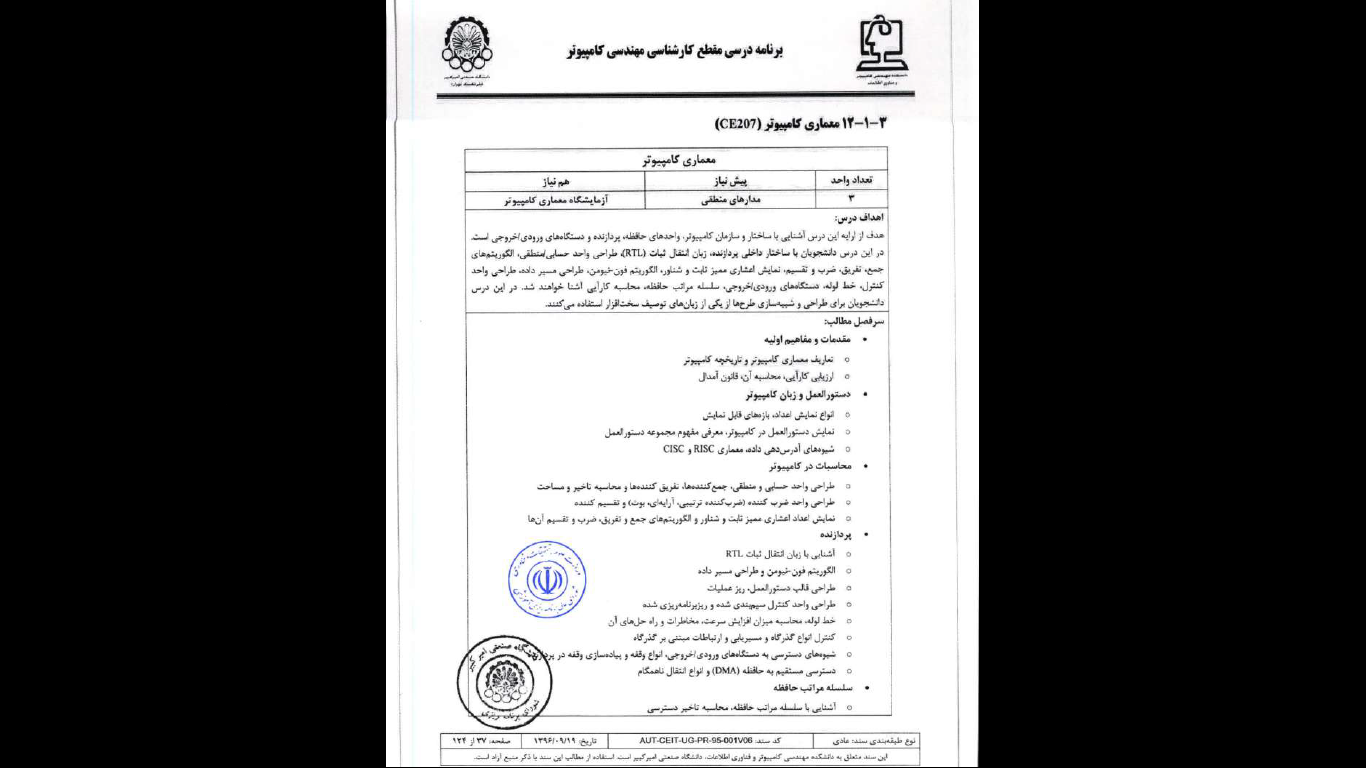 برنامه درسی مقطع کارشناسی مهندسی کامپیوتر
دانشکده مهندسی کامپیوتر
و فناوری اطلاعات
دانشگاه صنعتی امیرکبیر
(پلی‌تکنیک تهران)
۳-۱-۱۲ معماری کامپیوتر (CE207)
معماری کامپیوتر
تعداد واحد پیش نیاز هم نیاز
۳ مدارهای منطقی آزمایشگاه معماری کامپیوتر
اهداف درس:
هدف از ارایه این درس آشنایی با ساختار و سازمان کامپیوتر، واحدهای حافظه، پردازنده و دستگاه‌های ورودی/خروجی است.
در این درس دانشجویان با ساختار داخلی پردازنده، زبان انتقال ثبات (RTL)، طراحی واحد حسابی/منطقی، الگوریتم‌های
جمع، تفریق، ضرب و تقسیم، نمایش اعشاری ممیز ثابت و شناور، الگوریتم فون-نیومن، طراحی مسیر داده، طراحی واحد
کنترل، خط لوله، دستگاه‌های ورودی/خروجی، سلسله مراتب حافظه، محاسبه کارآیی آشنا خواهند شد. در این درس
دانشجویان برای طراحی و شبیه‌سازی طرح‌ها از یکی از زبان‌های توصیف سخت‌افزار استفاده می‌کنند.
سرفصل مطالب:
• مقدمات و مفاهیم اولیه
○ تعاریف معماری کامپیوتر و تاریخچه کامپیوتر
○ ارزیابی کارآیی، محاسبه آن، قانون آمدال
• دستورالعمل و زبان کامپیوتر
○ انواع نمایش اعداد، بازه‌های قابل نمایش
○ نمایش دستورالعمل در کامپیوتر، معرفی مفهوم مجموعه دستورالعمل
○ شیوه‌های آدرس‌دهی داده، معماری RISC و CISC
• محاسبات در کامپیوتر
○ طراحی واحد حسابی و منطقی، جمع‌کننده‌ها، تفریق کننده‌ها و محاسبه تاخیر و مساحت
○ طراحی واحد ضرب کننده (ضرب‌کننده ترتیبی، آرایه‌ای، بوث) و تقسیم کننده
○ نمایش اعداد اعشاری ممیز ثابت و شناور و الگوریتم‌های جمع و تفریق، ضرب و تقسیم آن‌ها
• پردازنده
○ آشنایی با زبان انتقال ثبات RTL
○ الگوریتم فون-نیومن و طراحی مسیر داده
○ طراحی قالب دستورالعمل، ریز عملیات
○ طراحی واحد کنترل سیم‌بندی شده و ریزبرنامه‌ریزی شده
○ خط لوله، محاسبه میزان افزایش سرعت، مخاطرات و راه حل‌های آن
○ کنترل انواع گذرگاه و مسیریابی و ارتباطات مبتنی بر گذرگاه
○ شیوه‌های دسترسی به دستگاه‌های ورودی/خروجی، انواع وقفه و پیاده‌سازی وقفه در پردازنده
○ دسترسی مستقیم به حافظه (DMA) و انواع انتقال ناهمگام
• سلسله مراتب حافظه
○ آشنایی با سلسله مراتب حافظه، محاسبه تاخیر دسترسی
دانشگاه صنعتی امیر کبیر
شورای برنامه ریزی
نوع طبقه‌بندی سند: عادی کد سند: AUT-CEIT-UG-PR-95-001V06 تاریخ: ۱۳۹۶/۰۹/۱۹ صفحه: ۳۷ از ۱۲۴
این سند متعلق به دانشکده مهندسی کامپیوتر و فناوری اطلاعات، دانشگاه صنعتی امیرکبیر است. استفاده از مطالب این سند با ذکر منبع آزاد است.